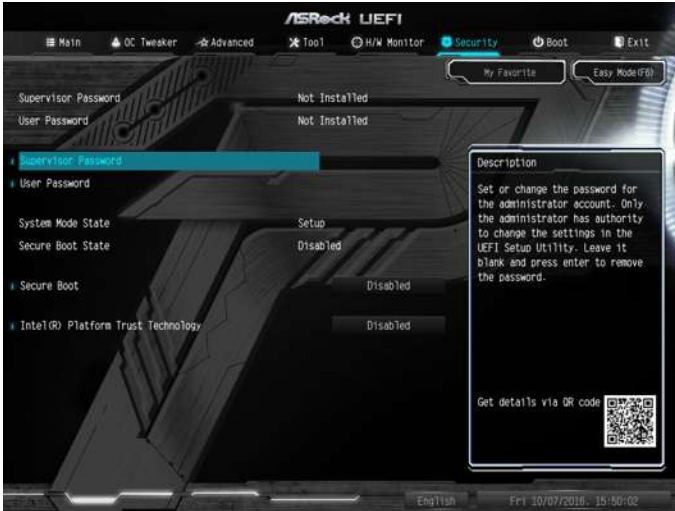 ASRock UEFI
Main OC Tweaker Advanced Tool H/W Monitor Security Boot Exit
My Favorite Easy Mode(F6)
Supervisor Password Not Installed
User Password Not Installed
Supervisor Password
User Password
System Mode State Setup
Secure Boot State Disabled
Secure Boot Disabled
Intel(R) Platform Trust Technology Disabled
Description
Set or change the password for
the administrator account. Only
the administrator has authority
to change the settings in the
UEFI Setup Utility. Leave it
blank and press enter to remove
the password.
Get details via QR code
English Fri 10/07/2016. 15:50:02